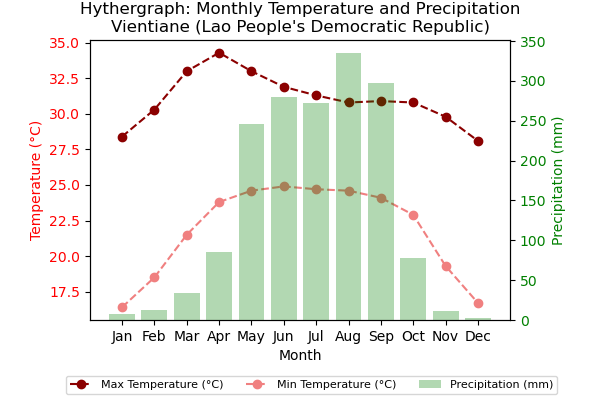 Hythergraph: Monthly Temperature and Precipitation
Vientiane (Lao People's Democratic Republic)
35.0
32.5
30.0
27.5
25.0
22.5
20.0
17.5
Temperature (°C)
350
300
250
200
150
100
50
0
Precipitation (mm)
Jan Feb Mar Apr May Jun Jul Aug Sep Oct Nov Dec
Month
Max Temperature (°C) Min Temperature (°C) Precipitation (mm)